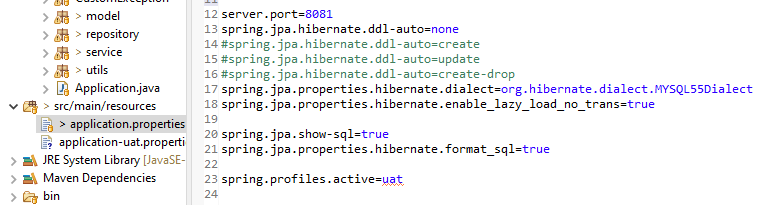 CustomException
> model
> repository
> service
> utils
Application.java
> src/main/resources
> application.properties
application-uat.properti
JRE System Library [JavaSE-
Maven Dependencies
bin
12 server.port=8081
13 spring.jpa.hibernate.ddl-auto=none
14 #spring.jpa.hibernate.ddl-auto=create
15 #spring.jpa.hibernate.ddl-auto=update
16 #spring.jpa.hibernate.ddl-auto=create-drop
17 spring.jpa.properties.hibernate.dialect=org.hibernate.dialect.MYSQL55Dialect
18 spring.jpa.properties.hibernate.enable_lazy_load_no_trans=true
19
20 spring.jpa.show-sql=true
21 spring.jpa.properties.hibernate.format_sql=true
22
23 spring.profiles.active=uat
24